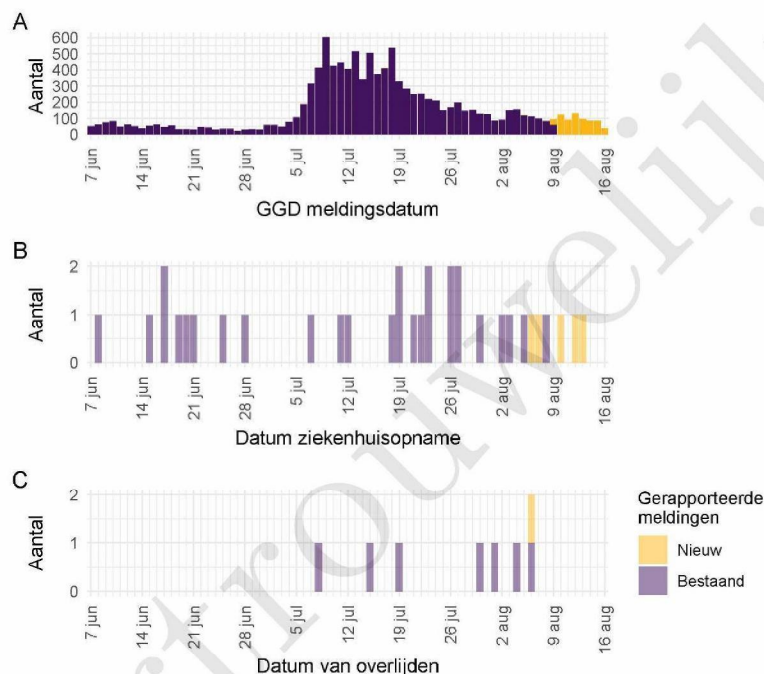 A
Aantal
600
500
400
300
200
100
0
7 jun
14 jun
21 jun
28 jun
5 jul
12 jul
19 jul
26 jul
2 aug
9 aug
16 aug
GGD meldingsdatum
B
Aantal
2
1
0
7 jun
14 jun
21 jun
28 jun
5 jul
12 jul
19 jul
26 jul
2 aug
9 aug
16 aug
Datum ziekenhuisopname
C
Aantal
2
1
0
7 jun
14 jun
21 jun
28 jun
5 jul
12 jul
19 jul
26 jul
2 aug
9 aug
16 aug
Datum van overlijden
Gerapporteerde
meldingen
Nieuw
Bestaand